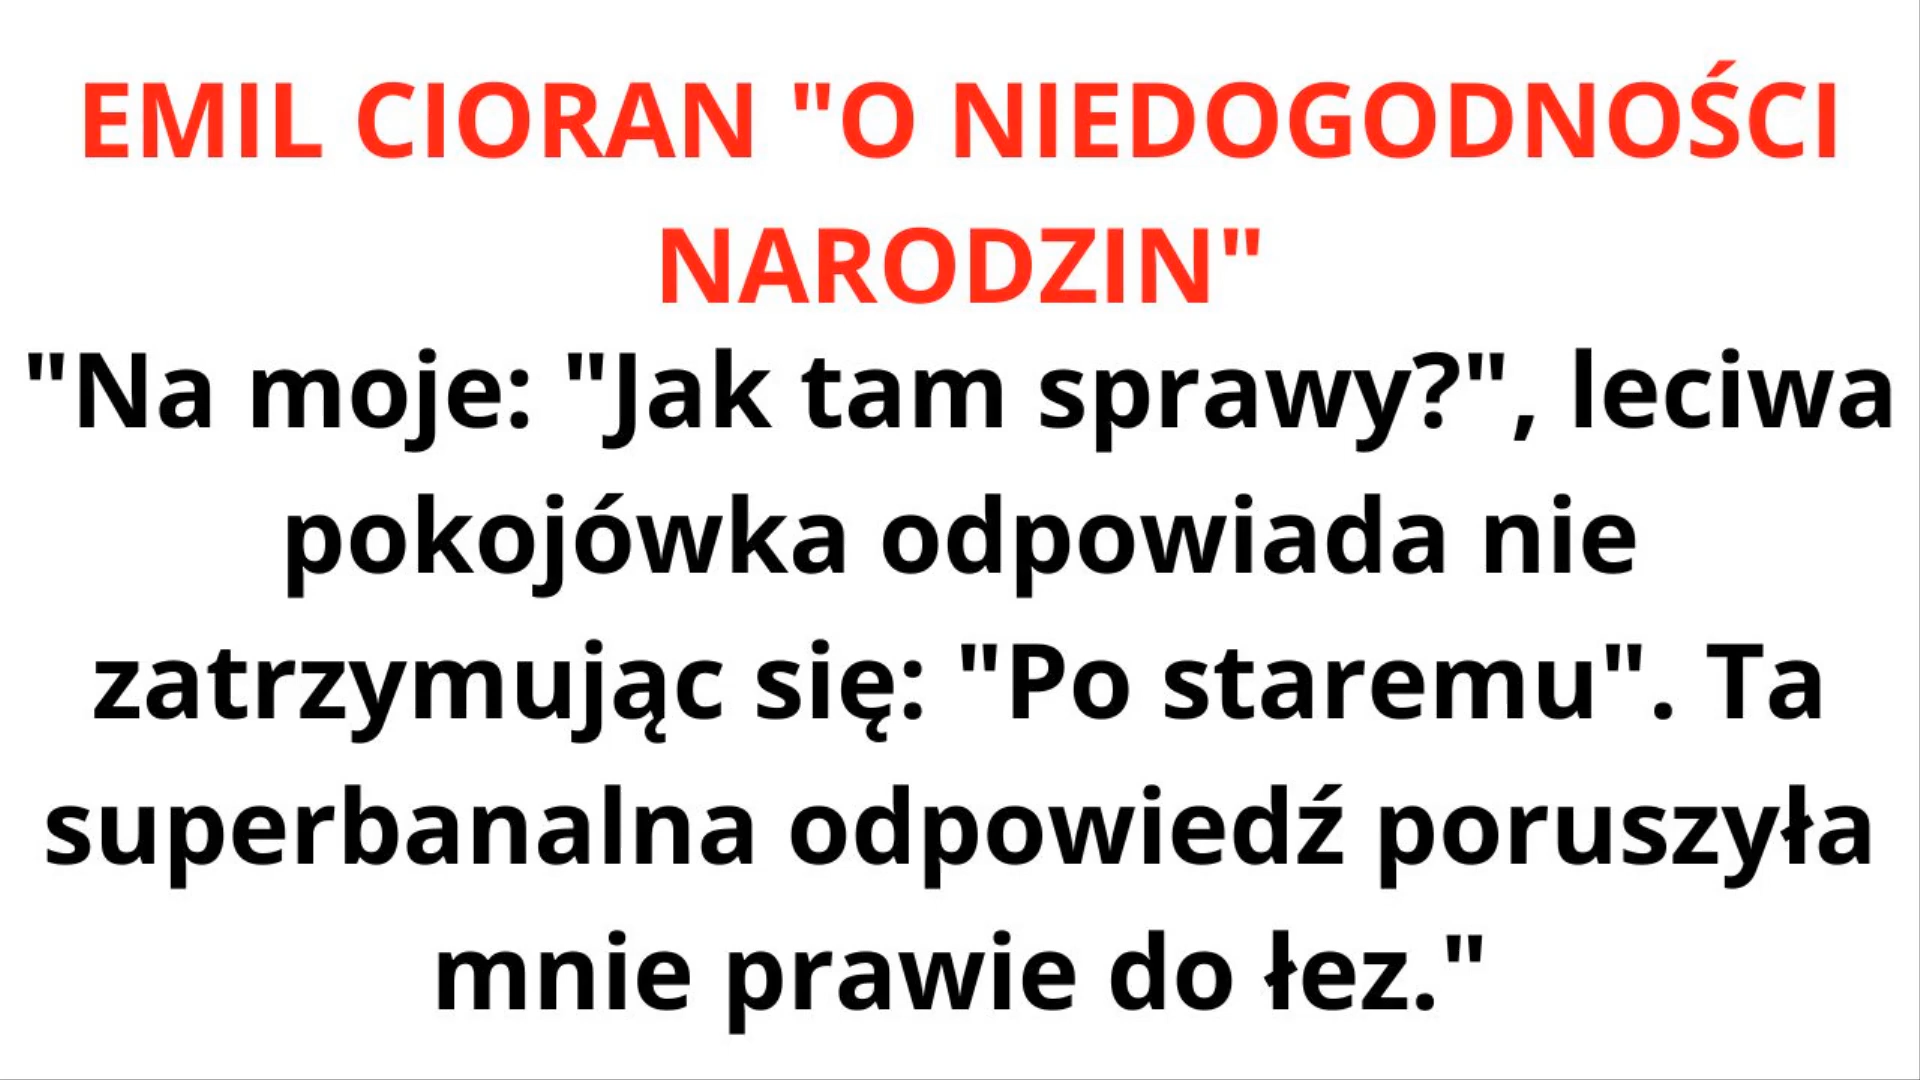 EMIL CIORAN "O NIEDOGODNOŚCI
NARODZIN"
"Na moje: "Jak tam sprawy?", leciwa
pokojówka odpowiada nie
zatrzymując się: "Po staremu". Ta
superbanalna odpowiedź poruszyła
mnie prawie do łez."